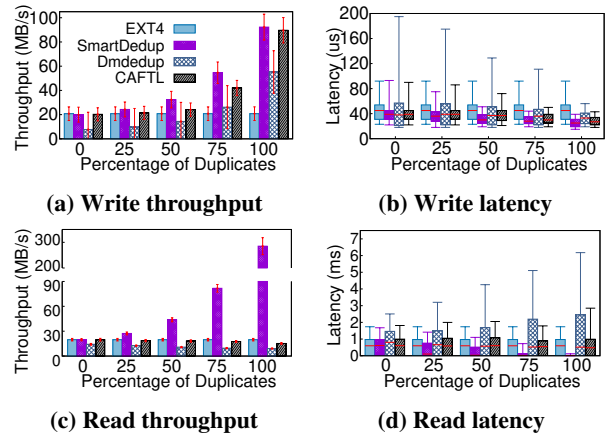 Throughput (MB/s)
100
80
60
40
20
0
EXT4
SmartDedup
Dmdedup
CAFTL
0 25 50 75 100
Percentage of Duplicates
(a) Write throughput
Latency (us)
200
160
120
80
40
0
0 25 50 75 100
Percentage of Duplicates
(b) Write latency
Throughput (MB/s)
300
200
90
60
30
0
0 25 50 75 100
Percentage of Duplicates
(c) Read throughput
Latency (ms)
7
6
5
4
3
2
1
0
0 25 50 75 100
Percentage of Duplicates
(d) Read latency